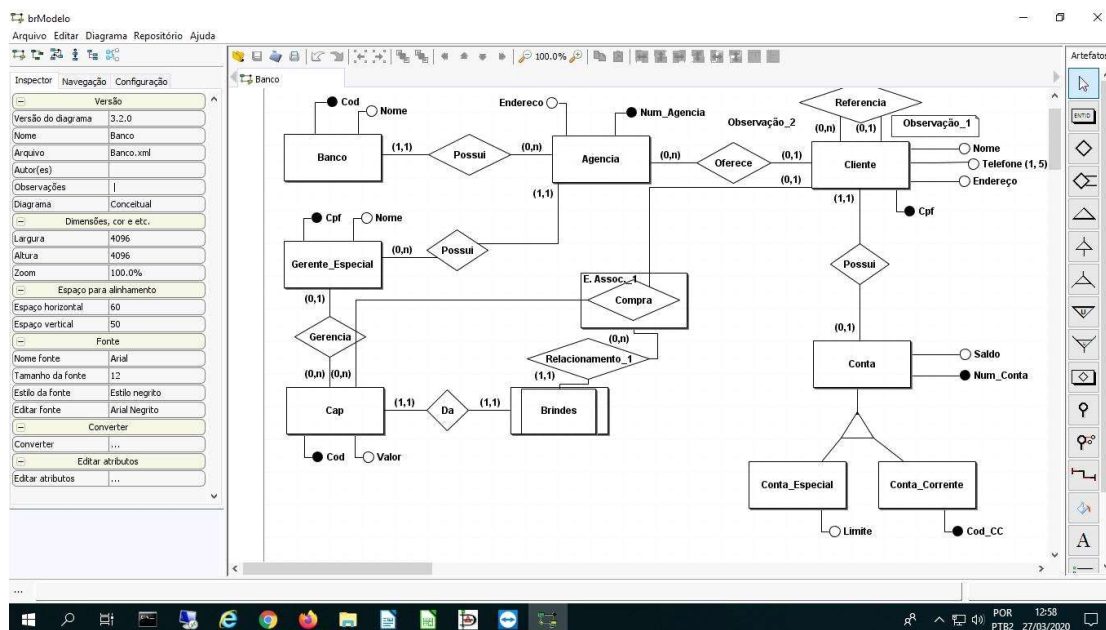 brModelo
Arquivo Editar Diagrama Repositório Ajuda
100.0%
Artefatos
Inspector Navegação Configuração
Banco
Versão
Versão do diagrama 3.2.0
Nome Banco
Arquivo Banco.xml
Autor(es)
Observações
Diagrama Conceitual
Dimensões, cor e etc.
Largura 4096
Altura 4096
Zoom 100.0%
Espaço para alinhamento
Espaço horizontal 60
Espaço vertical 50
Fonte
Nome fonte Arial
Tamanho da fonte 12
Estilo da fonte Estilo negrito
Editar fonte Arial Negrito
Converter
Converter ...
Editar atributos
Editar atributos ...
Cod
Nome
Endereco
Num_Agencia
Referencia
Observação_2
(0,n) (0,1)
Observação_1
Banco
(1,1)
Possui
(0,n)
Agencia
(0,n)
Oferece
(0,1)
Cliente
Nome
Telefone (1, 5)
Endereço
(0,1)
(1,1)
(1,1)
Cpf
Cpf
Nome
Gerente_Especial
(0,n)
Possui
Possui
E. Assoc._1
Compra
(0,1)
Gerencia
(0,n)
Relacionamento_1
(0,1)
(0,n) (0,n)
(1,1)
Conta
Saldo
Num_Conta
Cap
(1,1)
Da
(1,1)
Brindes
Cod
Valor
Conta_Especial
Conta_Corrente
Limite
Cod_CC
ENTID
A
...
POR
PTB2
12:58
27/03/2020